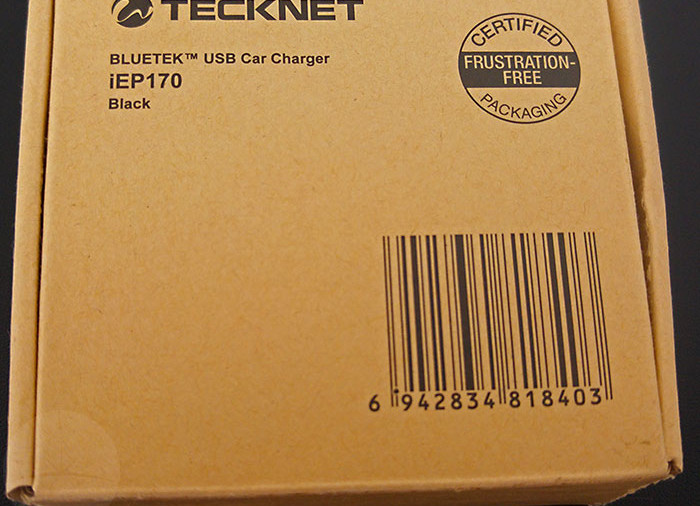 TECKNET
BLUETEK™ USB Car Charger
iEP170
Black
CERTIFIED
FRUSTRATION-
FREE
PACKAGING
6 942834 818403